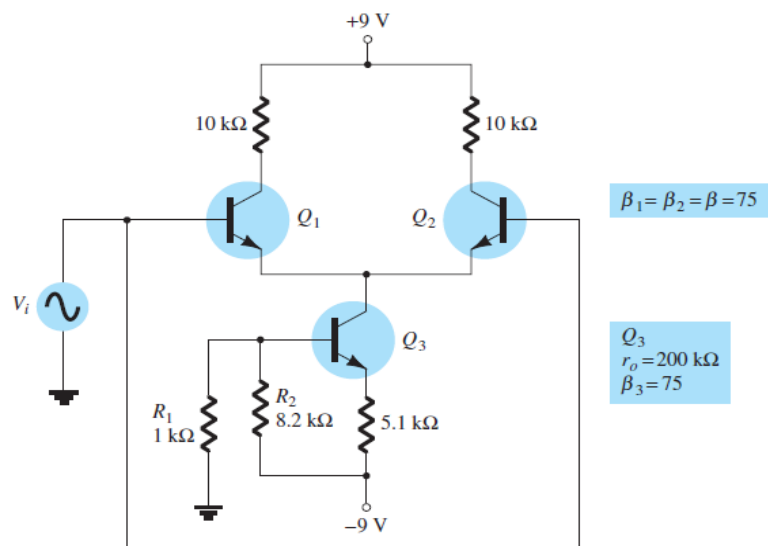 +9 V
10 kΩ
10 kΩ
Q₁
Q₂
β₁= β₂ = β =75
Vᵢ
Q₃
Q₃
rₒ =200 kΩ
β₃=75
R₁
1 kΩ
R₂
8.2 kΩ
5.1 kΩ
−9 V